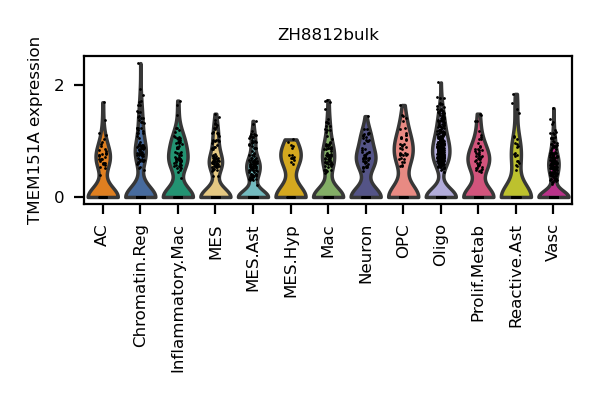 ZH8812bulk
TMEM151A expression
2
0
AC
Chromatin.Reg
Inflammatory.Mac
MES
MES.Ast
MES.Hyp
Mac
Neuron
OPC
Oligo
Prolif.Metab
Reactive.Ast
Vasc